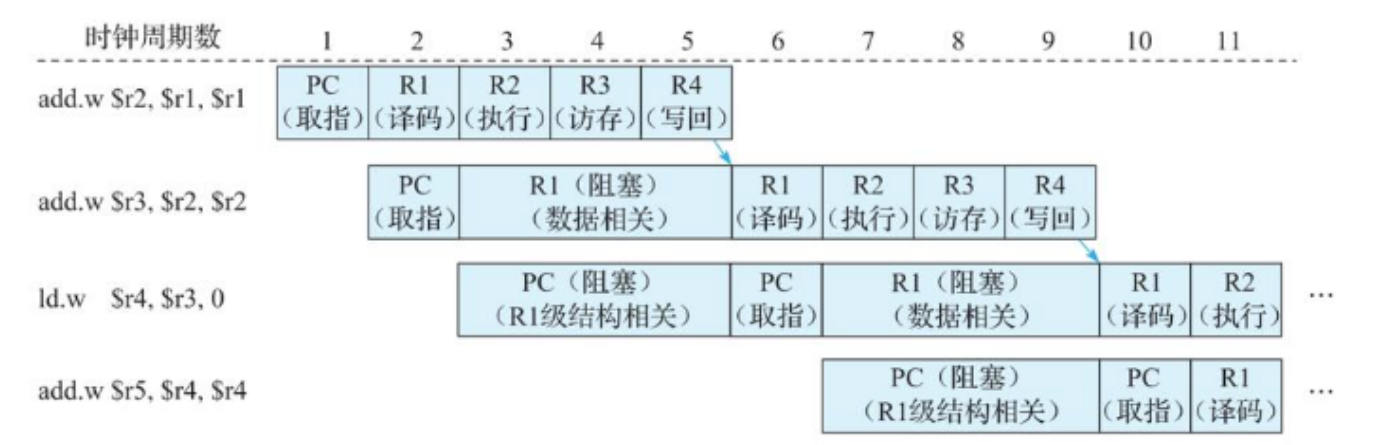 时钟周期数 1 2 3 4 5 6 7 8 9 10 11
add.w $r2, $r1, $r1 PC R1 R2 R3 R4
（取指） （译码） （执行） （访存） （写回）
add.w $r3, $r2, $r2 PC R1（阻塞） R1 R2 R3 R4
（取指） （数据相关） （译码） （执行） （访存） （写回）
ld.w $r4, $r3, 0 PC（阻塞） PC R1（阻塞） R1 R2 ...
（R1级结构相关） （取指） （数据相关） （译码） （执行）
add.w $r5, $r4, $r4 PC（阻塞） PC R1 ...
（R1级结构相关） （取指） （译码）